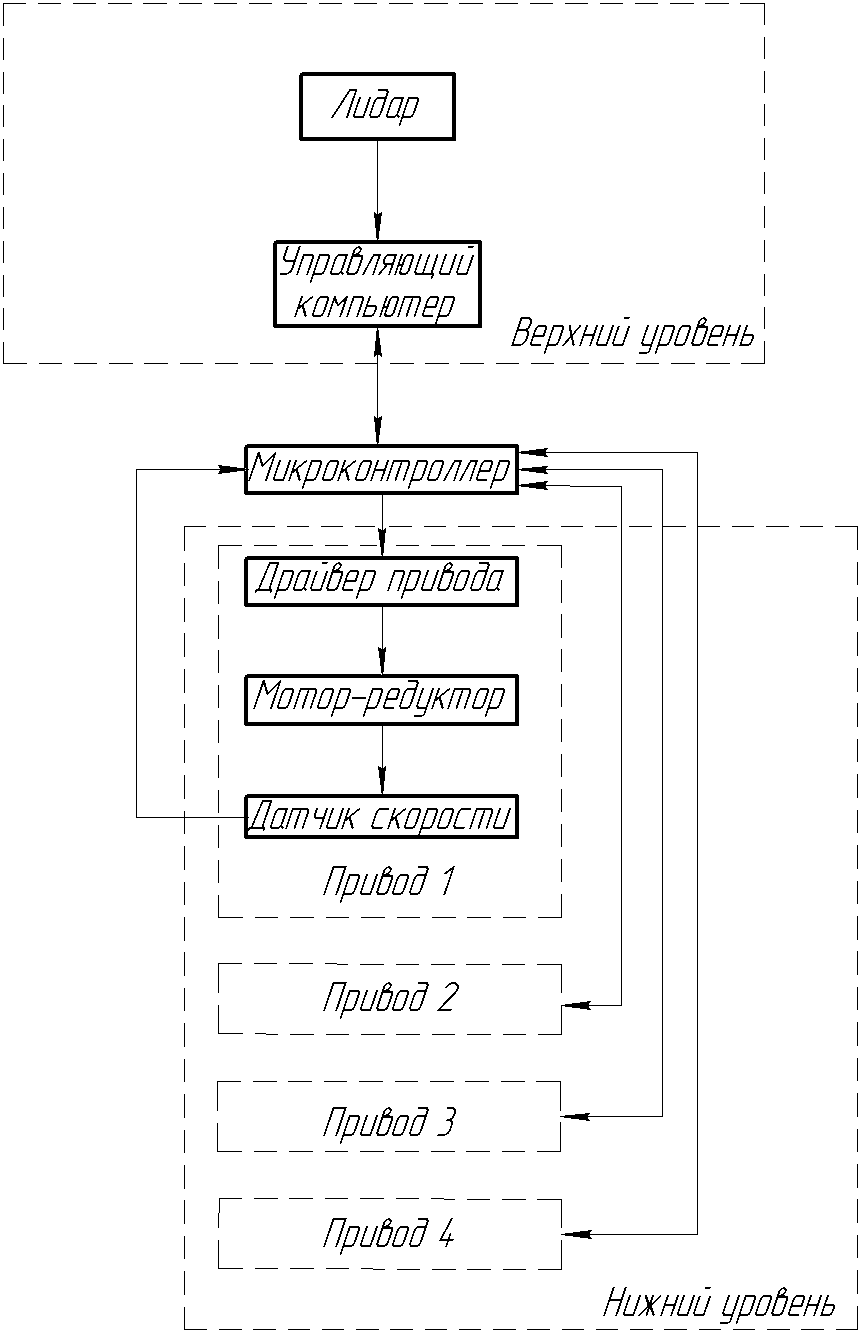 Лидар
Управляющий
компьютер
Верхний уровень
Микроконтроллер
Драйвер привода
Мотор-редуктор
Датчик скорости
Привод 1
Привод 2
Привод 3
Привод 4
Нижний уровень